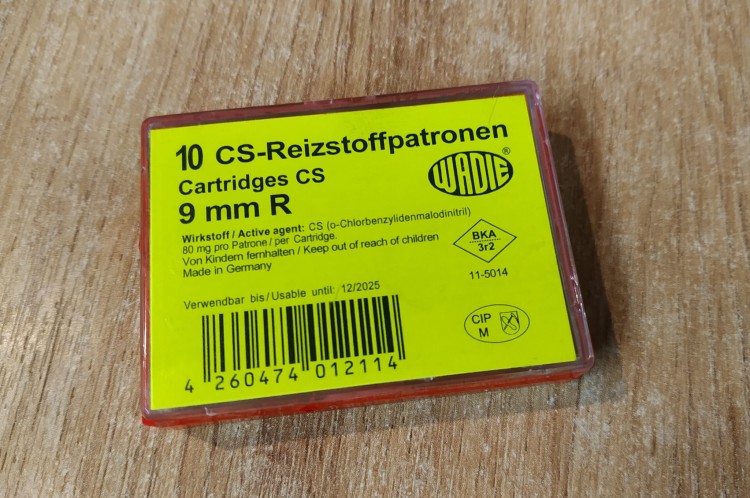 10 CS-Reizstoffpatronen
Cartridges CS
9 mm R
WADIE®
Wirkstoff / Active agent: CS (o-Chlorbenzylidenmalodinitril)
80 mg pro Patrone / per Cartridge.
Von Kindern fernhalten / Keep out of reach of children
Made in Germany
BKA
3r2
11-5014
Verwendbar bis/Usable until: 12/2025
CIP
M
4 260474 012114